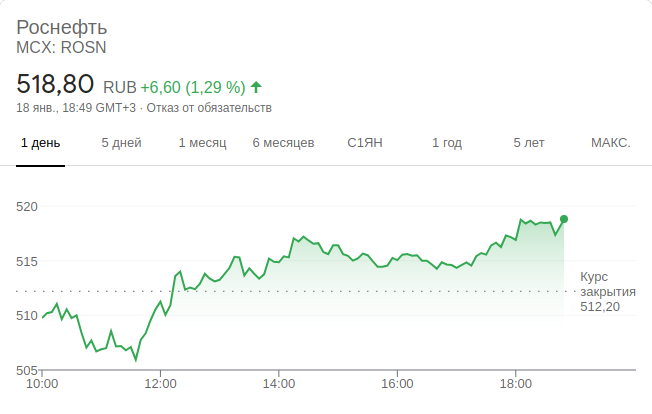 Роснефть
MCX: ROSN
518,80 RUB +6,60 (1,29 %)
18 янв., 18:49 GMT+3 · Отказ от обязательств
1 день 5 дней 1 месяц 6 месяцев С1ЯН 1 год 5 лет МАКС.
520
515
Курс
закрытия
512,20
510
505
10:00 12:00 14:00 16:00 18:00